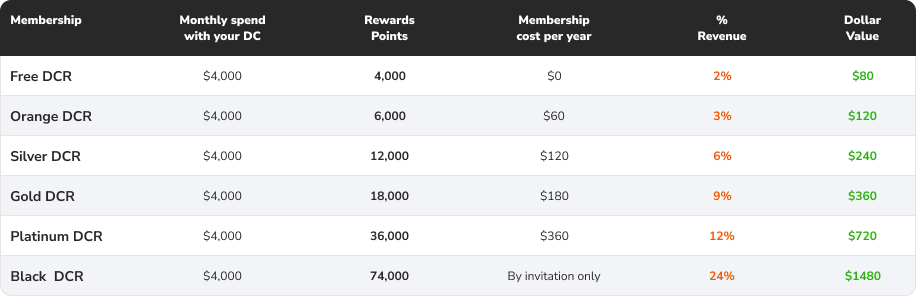 Membership Monthly spend with your DC Rewards Points Membership cost per year % Revenue Dollar Value
Free DCR $4,000 4,000 $0 2% $80
Orange DCR $4,000 6,000 $60 3% $120
Silver DCR $4,000 12,000 $120 6% $240
Gold DCR $4,000 18,000 $180 9% $360
Platinum DCR $4,000 36,000 $360 12% $720
Black DCR $4,000 74,000 By invitation only 24% $1480